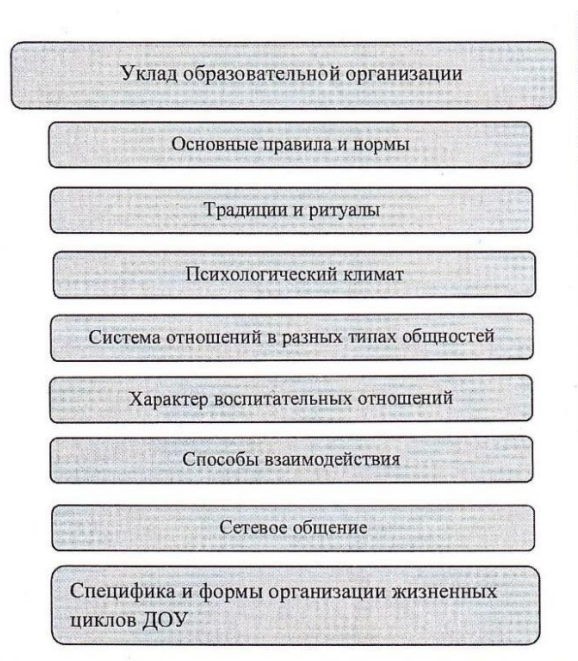 Уклад образовательной организации
Основные правила и нормы
Традиции и ритуалы
Психологический климат
Система отношений в разных типах общностей
Характер воспитательных отношений
Способы взаимодействия
Сетевое общение
Специфика и формы организации жизненных
циклов ДОУ